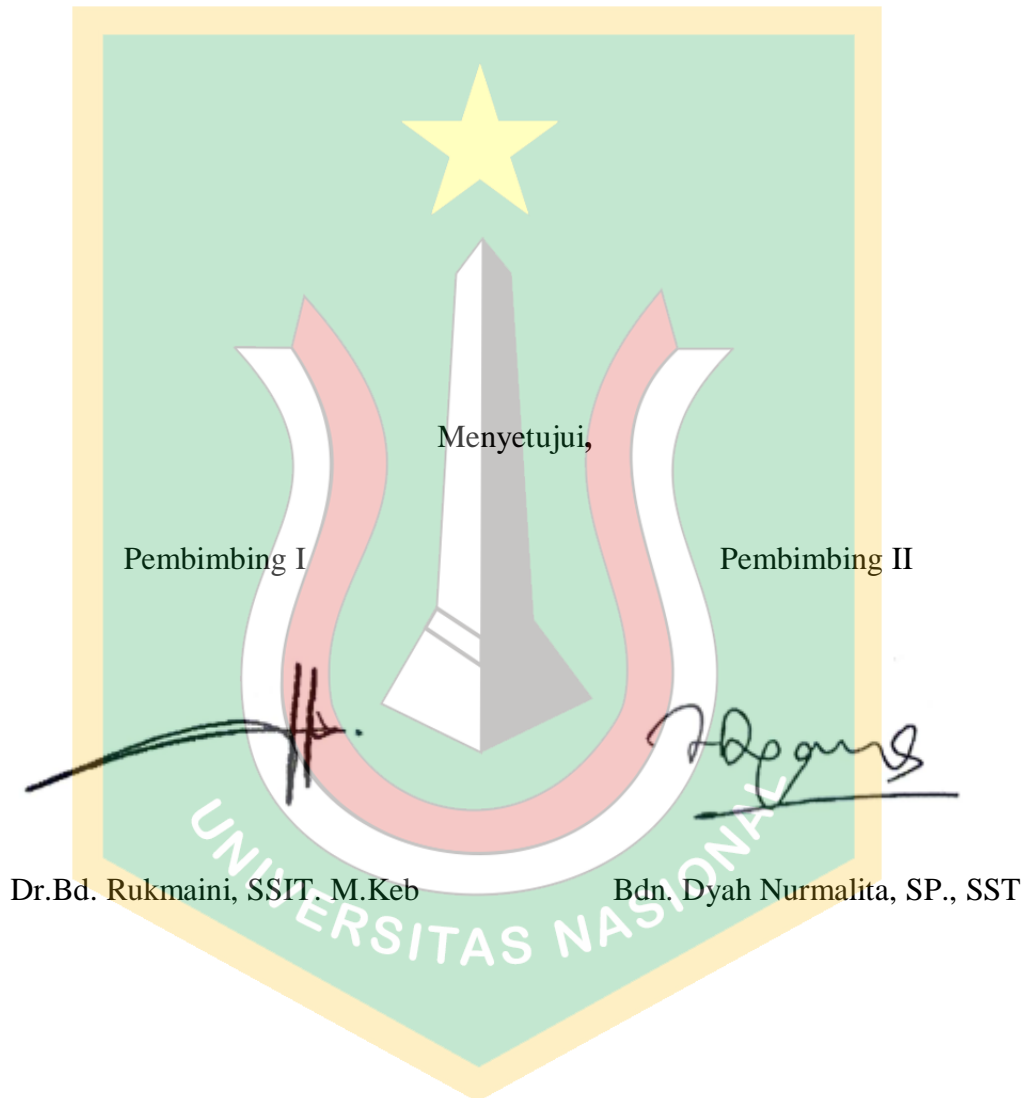 Menyetujui,
Pembimbing I Pembimbing II
Dr.Bd. Rukmaini, SSIT. M.Keb Bdn. Dyah Nurmalita, SP., SST
UNIVERSITAS NASIONAL